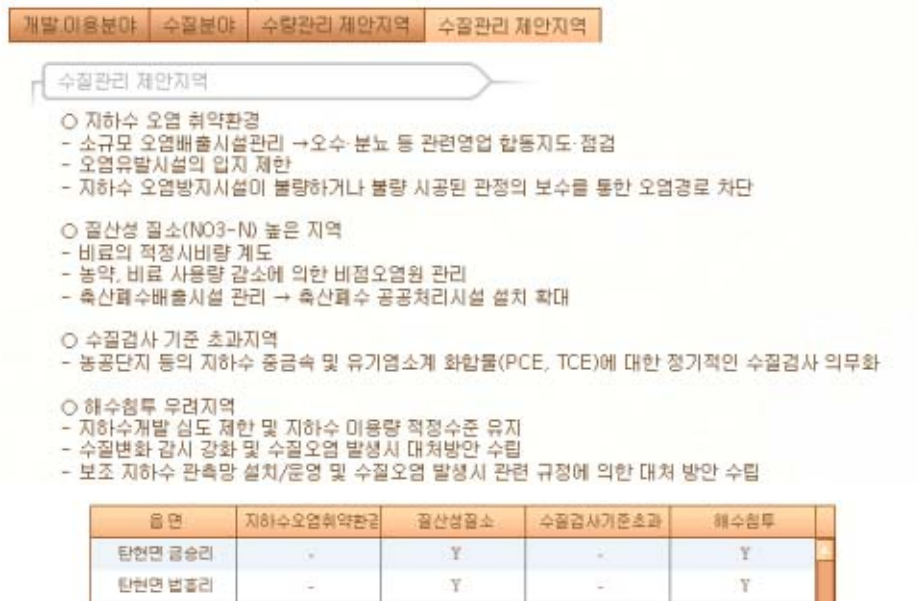 개발.이용분야 수질분야 수량관리 제안지역 수질관리 제안지역
수질관리 제안지역
○ 지하수 오염 취약환경
- 소규모 오염배출시설관리 →오수·분뇨 등 관련영업 합동지도·점검
- 오염유발시설의 입지 제한
- 지하수 오염방지시설이 불량하거나 불량 시공된 관정의 보수를 통한 오염경로 차단
○ 질산성 질소(NO3-N) 높은 지역
- 비료의 적정시비량 계도
- 농약, 비료 사용량 감소에 의한 비점오염원 관리
- 축산폐수배출시설 관리 → 축산폐수 공공처리시설 설치 확대
○ 수질검사 기준 초과지역
- 농공단지 등의 지하수 중금속 및 유기염소계 화합물(PCE, TCE)에 대한 정기적인 수질검사 의무화
○ 해수침투 우려지역
- 지하수개발 심도 제한 및 지하수 이용량 적정수준 유지
- 수질변화 감시 강화 및 수질오염 발생시 대처방안 수립
- 보조 지하수 관측망 설치/운영 및 수질오염 발생시 관련 규정에 의한 대처 방안 수립
읍면 지하수오염취약환경 질산성질소 수질검사기준초과 해수침투
탄현면 금승리 - Y - Y
탄현면 법흥리 - Y - Y